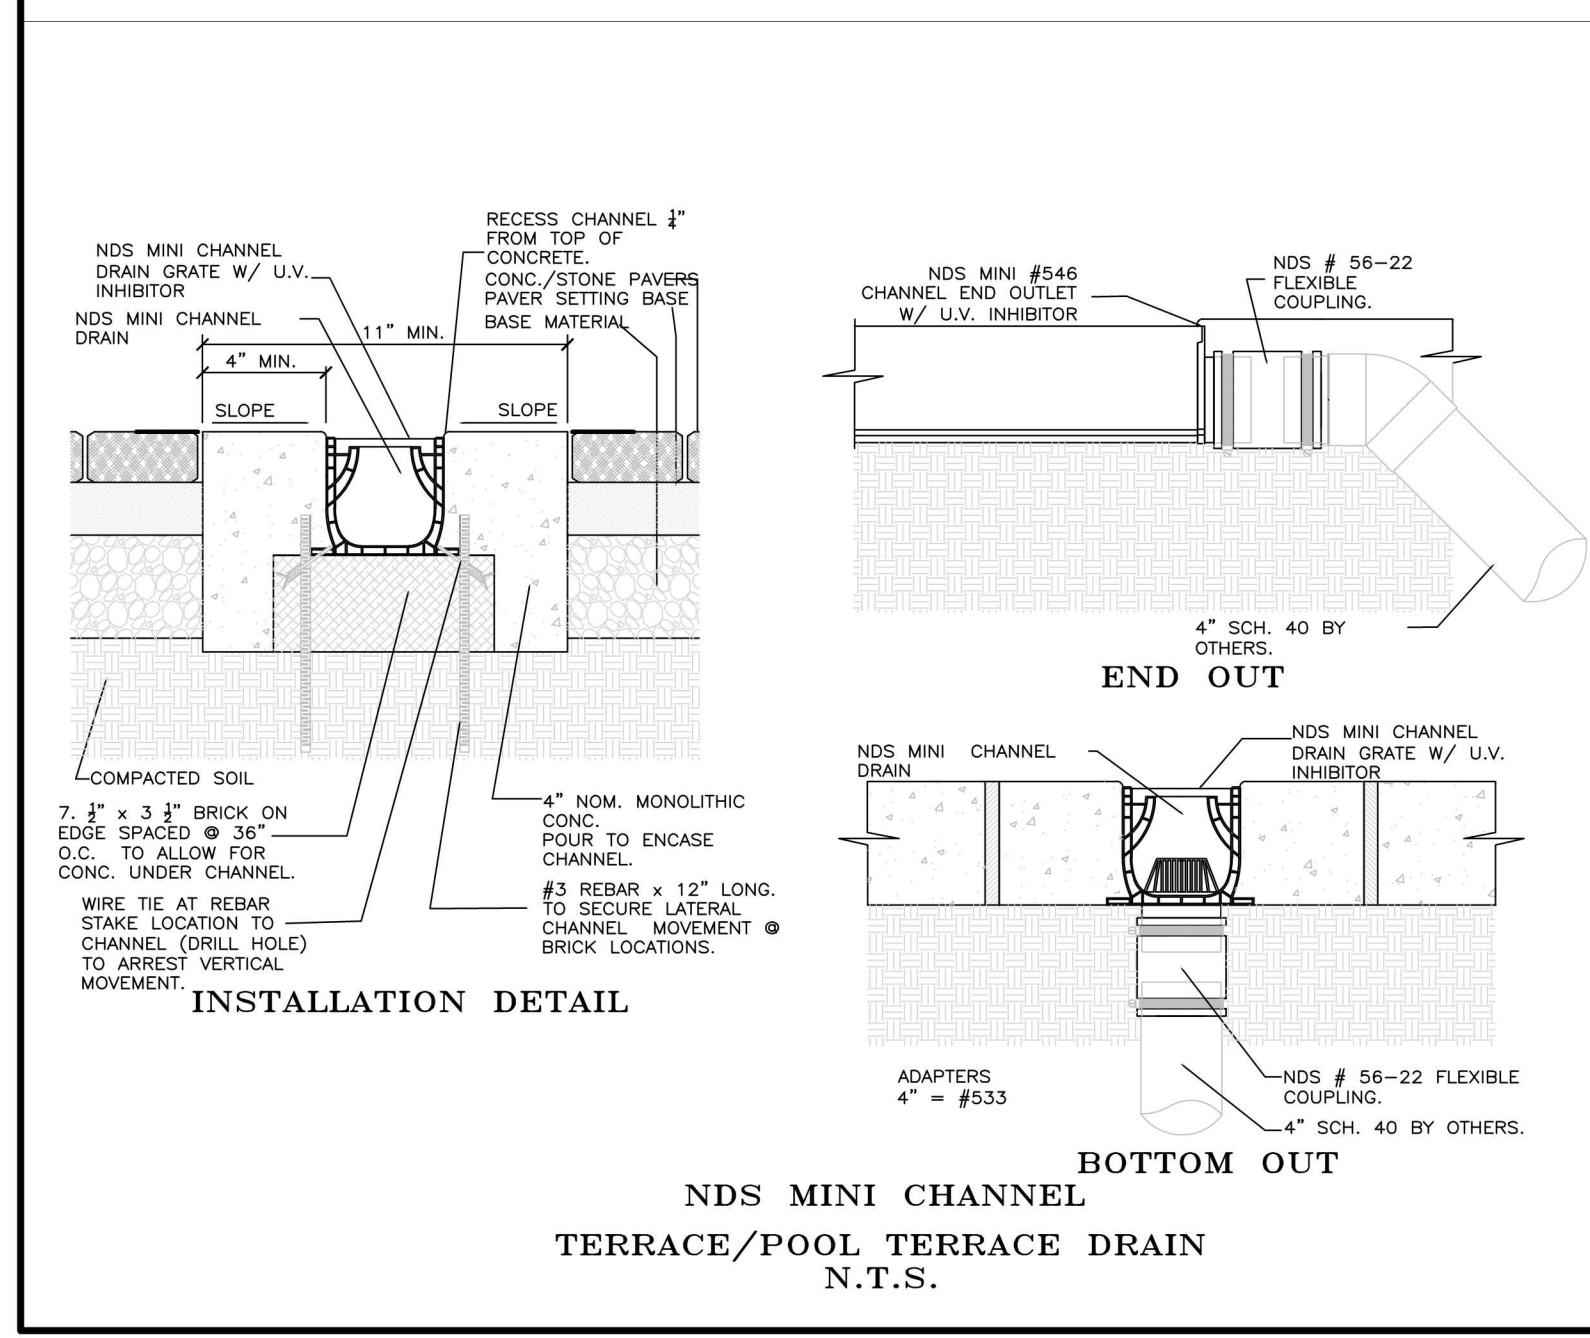 NDS MINI CHANNEL
DRAIN GRATE W/ U.V.
INHIBITOR
NDS MINI CHANNEL
DRAIN
RECESS CHANNEL 1/4"
FROM TOP OF
CONCRETE.
CONC./STONE PAVERS
PAVER SETTING BASE
BASE MATERIAL
11" MIN.
4" MIN.
SLOPE
SLOPE
COMPACTED SOIL
7. 1/2" x 3 1/2" BRICK ON
EDGE SPACED @ 36"
O.C. TO ALLOW FOR
CONC. UNDER CHANNEL.
WIRE TIE AT REBAR
STAKE LOCATION TO
CHANNEL (DRILL HOLE)
TO ARREST VERTICAL
MOVEMENT.
4" NOM. MONOLITHIC
CONC.
POUR TO ENCASE
CHANNEL.
#3 REBAR x 12" LONG.
TO SECURE LATERAL
CHANNEL MOVEMENT @
BRICK LOCATIONS.
INSTALLATION DETAIL
NDS MINI #546
CHANNEL END OUTLET
W/ U.V. INHIBITOR
NDS # 56-22
FLEXIBLE
COUPLING.
4" SCH. 40 BY
OTHERS.
END OUT
NDS MINI CHANNEL
DRAIN
NDS MINI CHANNEL
DRAIN GRATE W/ U.V.
INHIBITOR
ADAPTERS
4" = #533
NDS # 56-22 FLEXIBLE
COUPLING.
4" SCH. 40 BY OTHERS.
BOTTOM OUT
NDS MINI CHANNEL
TERRACE/POOL TERRACE DRAIN
N.T.S.